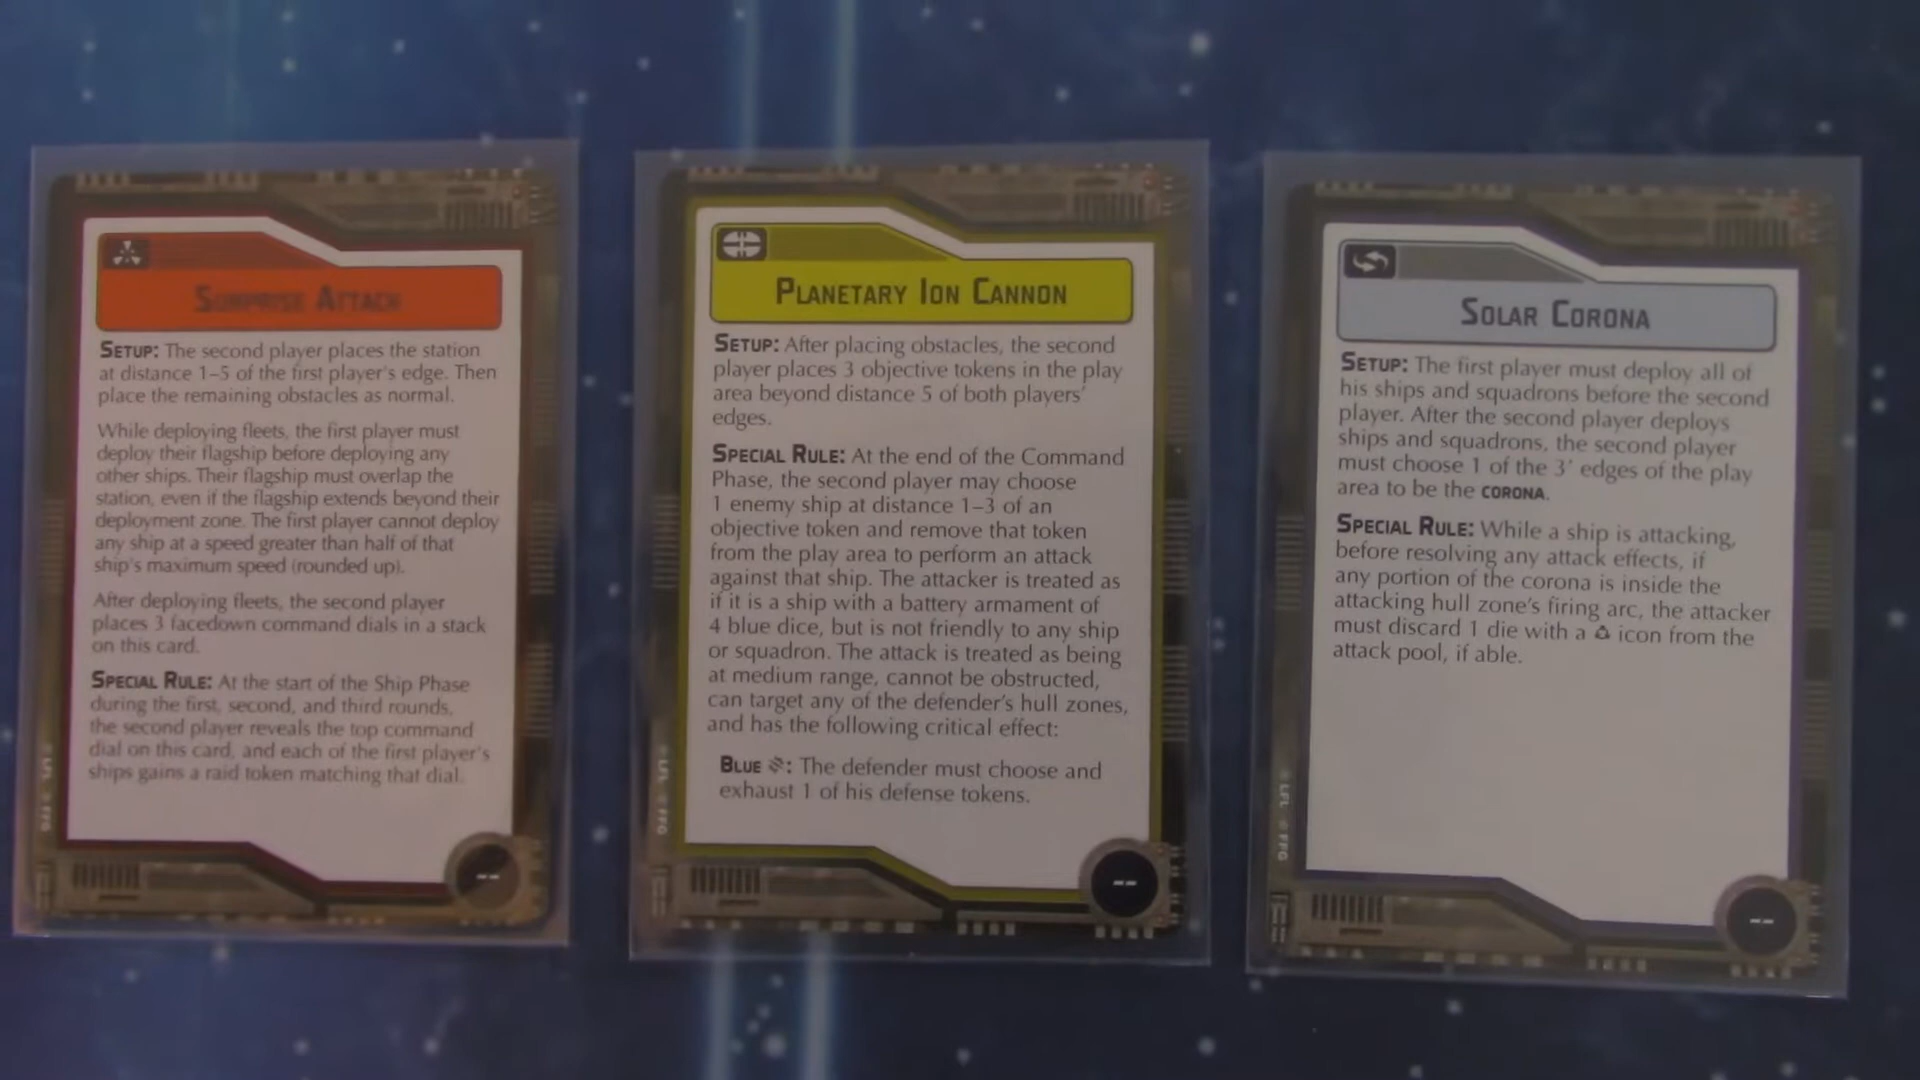 Surprise Attack
Setup: The second player places the station
at distance 1–5 of the first player's edge. Then
place the remaining obstacles as normal.
While deploying fleets, the first player must
deploy their flagship before deploying any
other ships. Their flagship must overlap the
station, even if the flagship extends beyond their
deployment zone. The first player cannot deploy
any ship at a speed greater than half of that
ship's maximum speed (rounded up).
After deploying fleets, the second player
places 3 facedown command dials in a stack
on this card.
Special Rule: At the start of the Ship Phase
during the first, second, and third rounds,
the second player reveals the top command
dial on this card, and each of the first player's
ships gains a raid token matching that dial.
© LFL © FFG
--
Planetary Ion Cannon
Setup: After placing obstacles, the second
player places 3 objective tokens in the play
area beyond distance 5 of both players'
edges.
Special Rule: At the end of the Command
Phase, the second player may choose
1 enemy ship at distance 1–3 of an
objective token and remove that token
from the play area to perform an attack
against that ship. The attacker is treated as
if it is a ship with a battery armament of
4 blue dice, but is not friendly to any ship
or squadron. The attack is treated as being
at medium range, cannot be obstructed,
can target any of the defender's hull zones,
and has the following critical effect:
Blue : The defender must choose and
exhaust 1 of his defense tokens.
© LFL © FFG
--
Solar Corona
Setup: The first player must deploy all of
his ships and squadrons before the second
player. After the second player deploys
ships and squadrons, the second player
must choose 1 of the 3' edges of the play
area to be the corona.
Special Rule: While a ship is attacking,
before resolving any attack effects, if
any portion of the corona is inside the
attacking hull zone's firing arc, the attacker
must discard 1 die with a icon from the
attack pool, if able.
© LFL © FFG
--